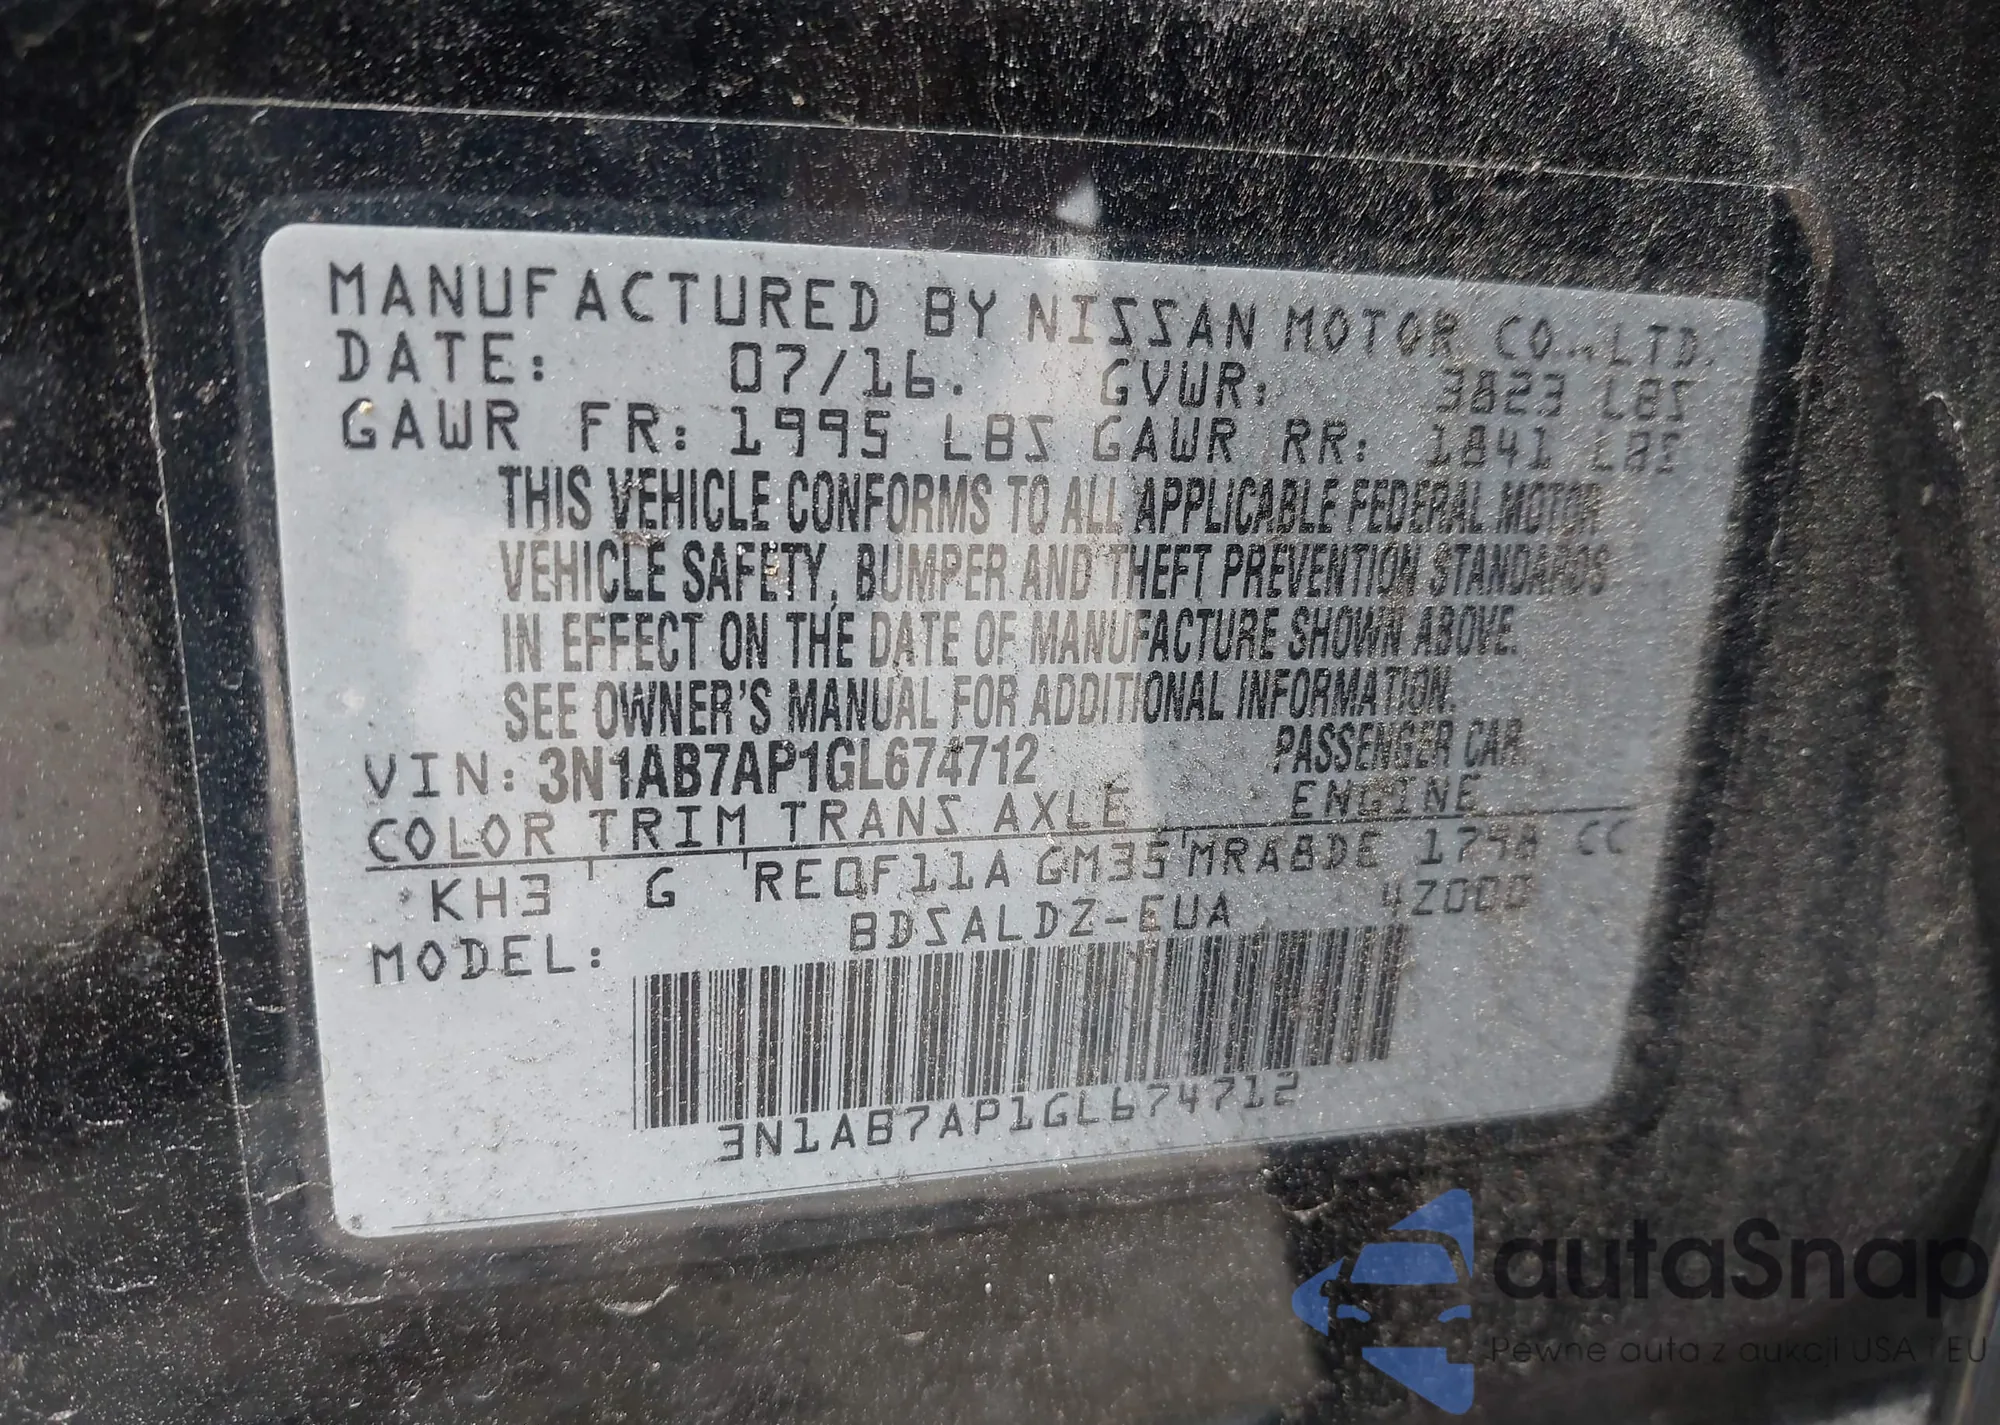 MANUFACTURED BY NISSAN MOTOR CO., LTD.
DATE: 07/16. GVWR: 3823 LBS
GAWR FR: 1995 LBS GAWR RR: 1841 LBS
THIS VEHICLE CONFORMS TO ALL APPLICABLE FEDERAL MOTOR
VEHICLE SAFETY, BUMPER AND THEFT PREVENTION STANDARDS
IN EFFECT ON THE DATE OF MANUFACTURE SHOWN ABOVE.
SEE OWNER'S MANUAL FOR ADDITIONAL INFORMATION.
VIN: 3N1AB7AP1GL674712 PASSENGER CAR.
COLOR TRIM TRANS AXLE ENGINE
KH3 G RE0F11A GM35 MRA8DE 1798 CC
MODEL: BDSALDZ-EUA 4Z000
3N1AB7AP1GL674712
autaSnap
Pewne auta z aukcji USA i EU